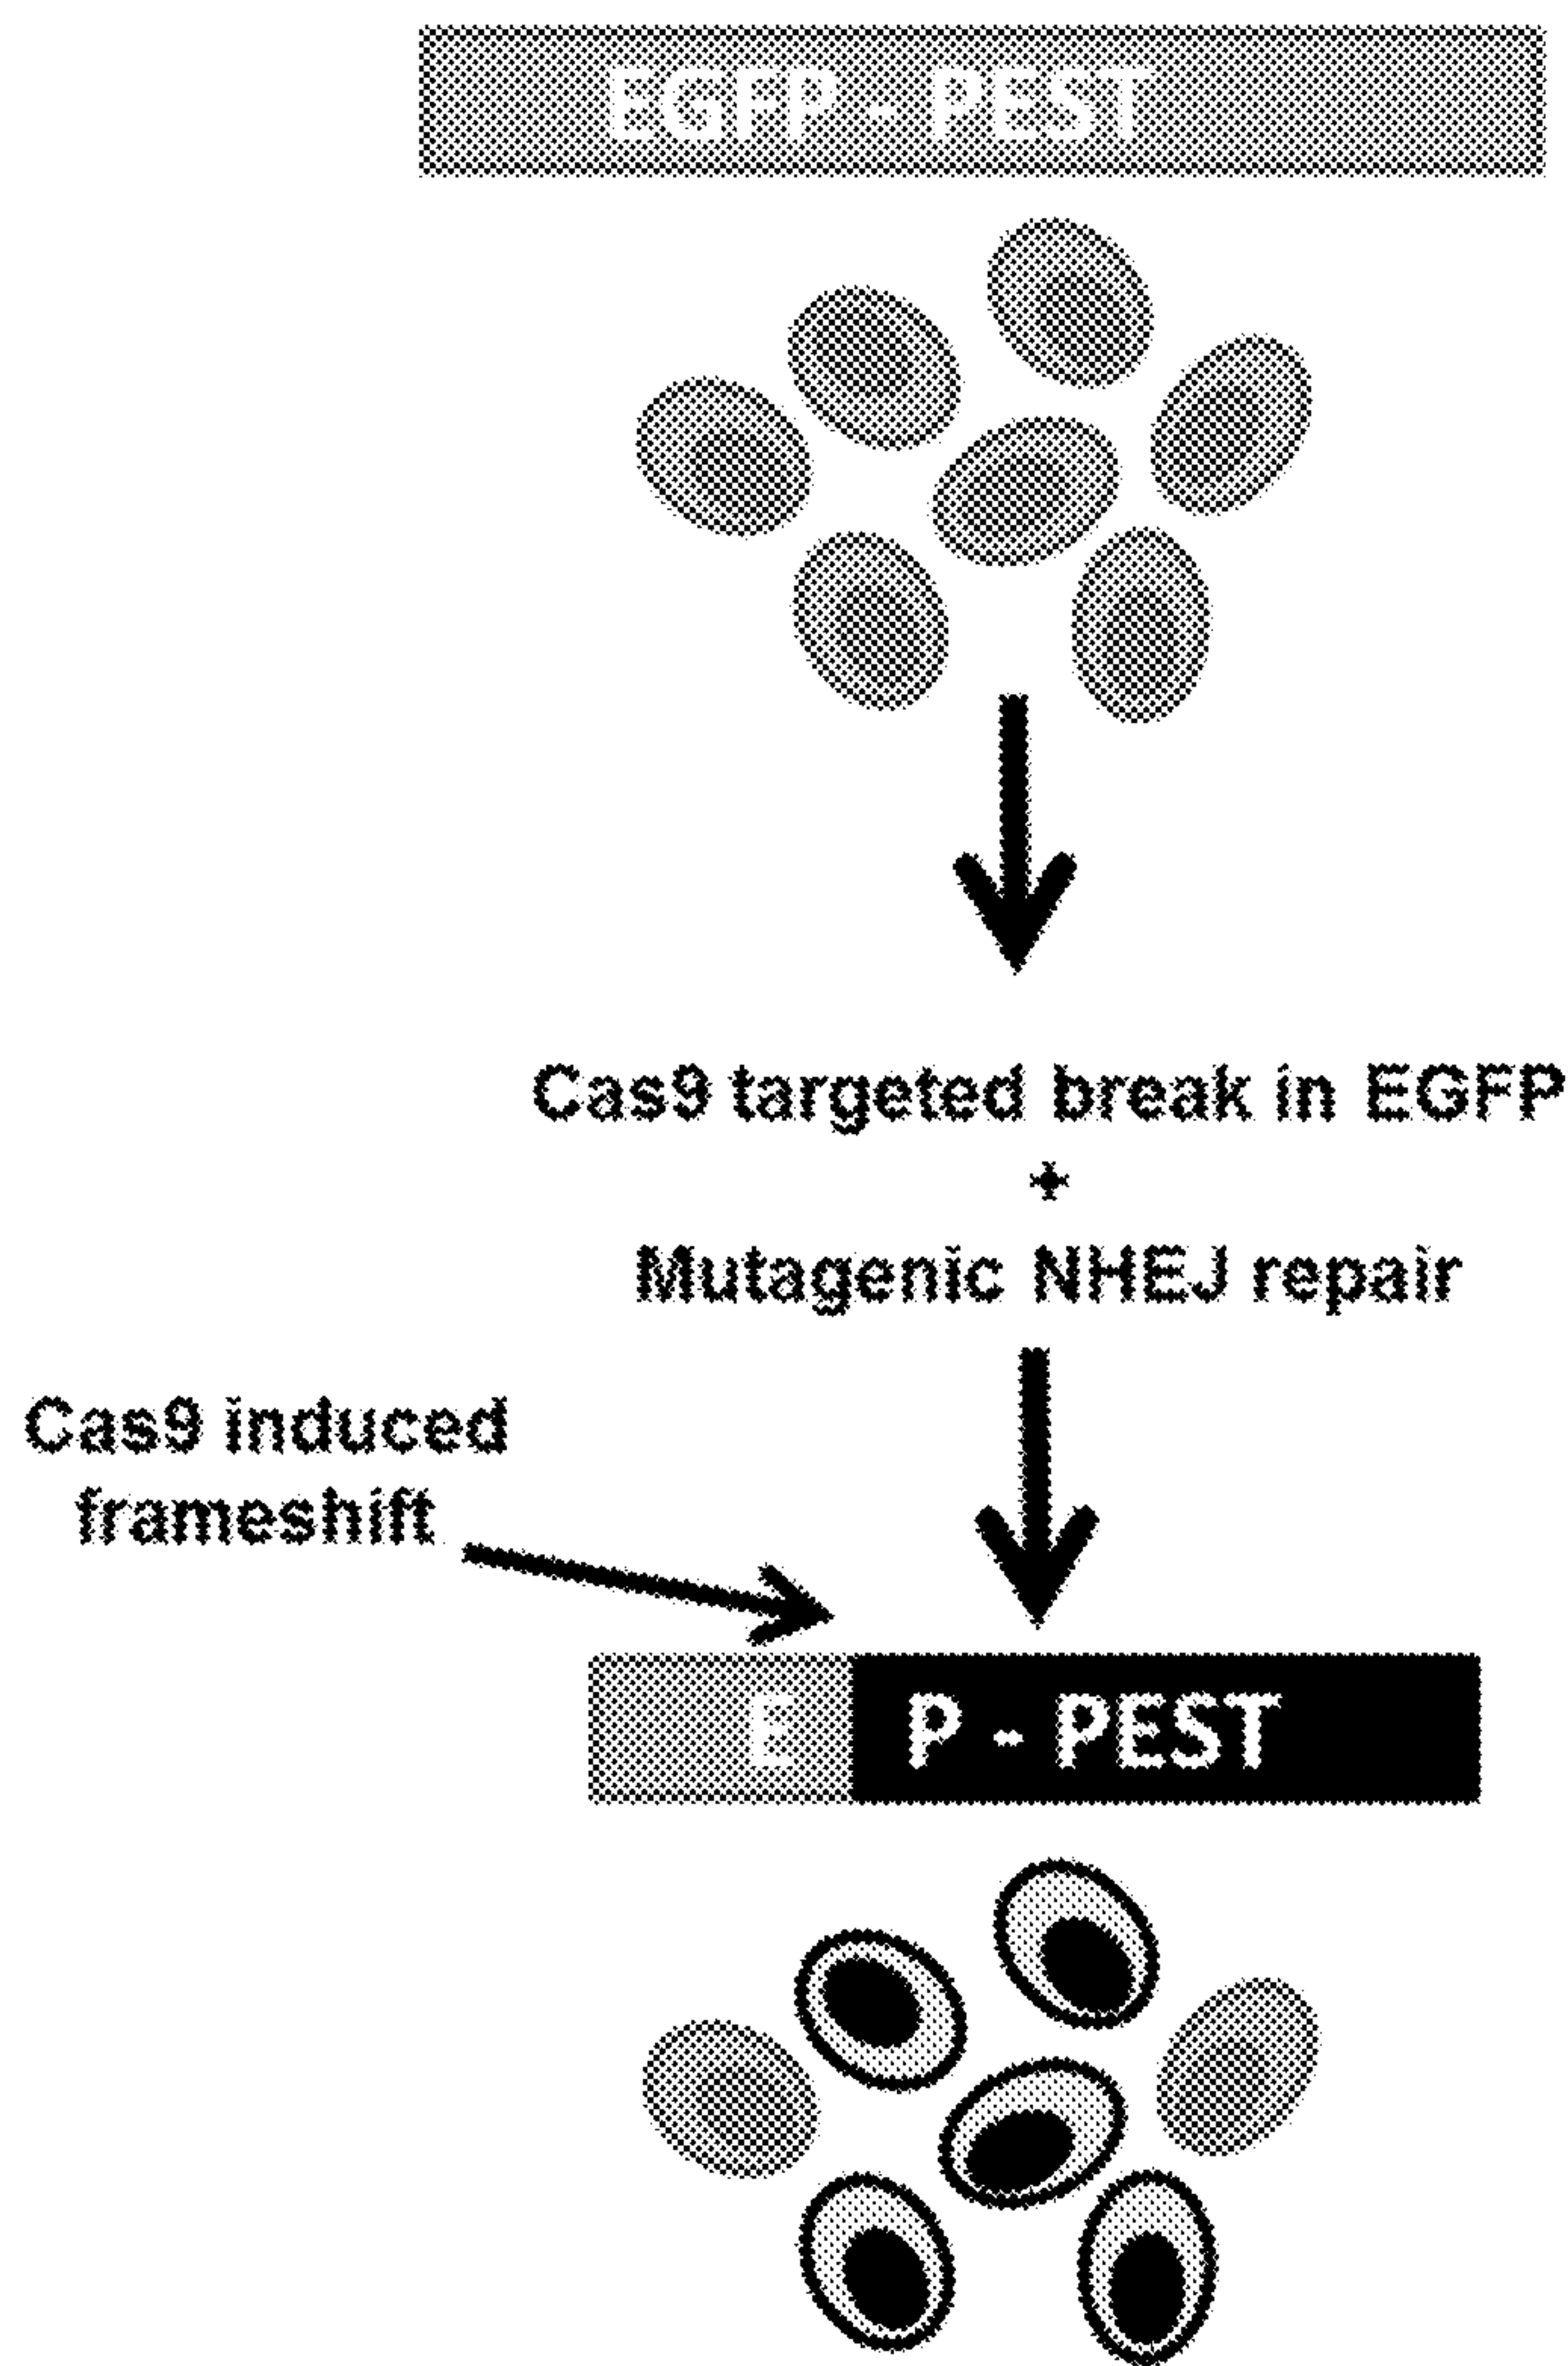 EGFP - PEST
Cas9 targeted break in EGFP
+
Mutagenic NHEJ repair
Cas9 induced
frameshift
E P - PEST